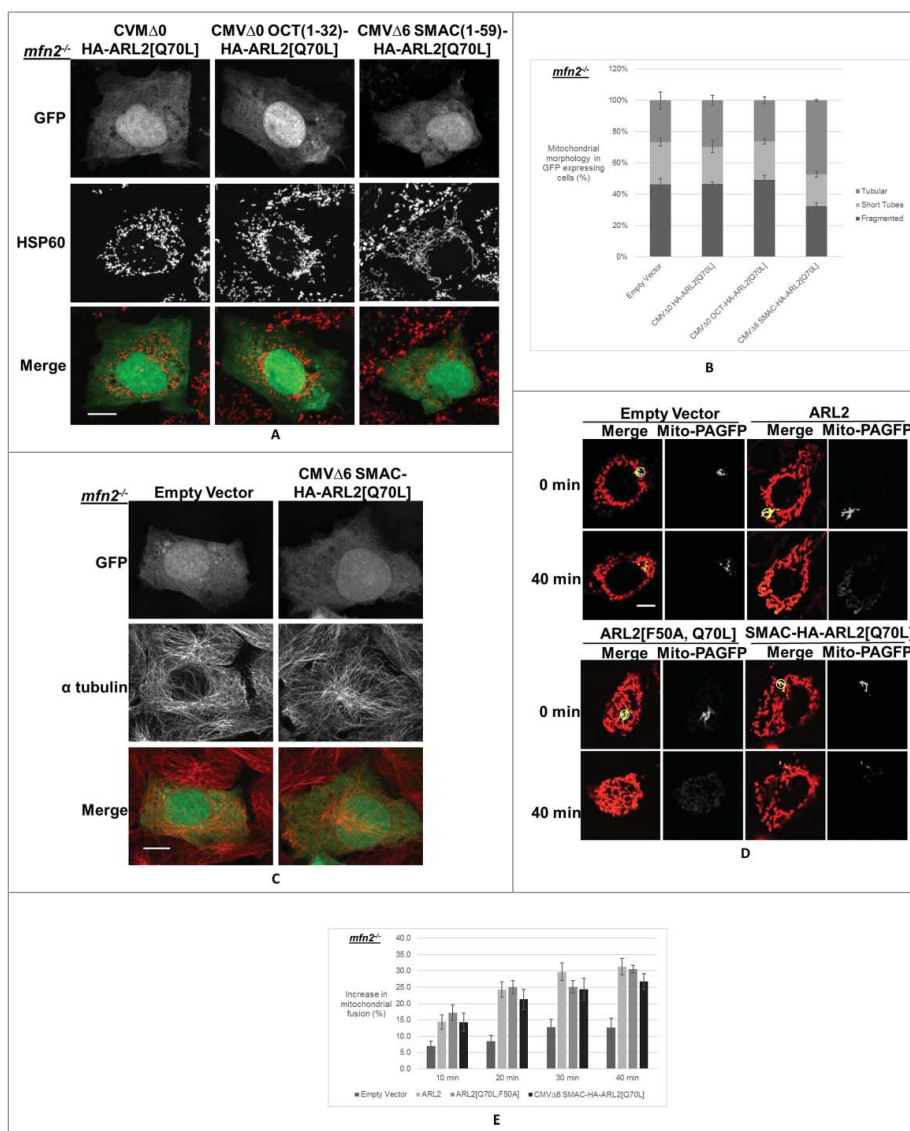 CVMΔ0 CMVΔ0 OCT(1-32)- CMVΔ6 SMAC(1-59)-
mfn2-/- HA-ARL2[Q70L] HA-ARL2[Q70L] -HA-ARL2[Q70L]
GFP
HSP60
Merge
A
mfn2-/-
120%
100%
80%
60%
40%
20%
0%
Mitochondrial
morphology in
GFP expressing
cells (%)
Tubular
Short Tubes
Fragmented
Empty Vector
CMVΔ0 HA-ARL2[Q70L]
CMVΔ0 OCT-HA-ARL2[Q70L]
CMVΔ6 SMAC-HA-ARL2[Q70L]
B
CMVΔ6 SMAC-
mfn2-/- Empty Vector HA-ARL2[Q70L]
GFP
α tubulin
Merge
C
Empty Vector ARL2
Merge Mito-PAGFP Merge Mito-PAGFP
0 min
40 min
ARL2[F50A, Q70L] SMAC-HA-ARL2[Q70L]
Merge Mito-PAGFP Merge Mito-PAGFP
0 min
40 min
D
mfn2-/-
40.0
35.0
30.0
25.0
20.0
15.0
10.0
5.0
0.0
Increase in
mitochondrial
fusion (%)
10 min 20 min 30 min 40 min
Empty Vector ARL2 ARL2[Q70L,F50A] CMVΔ6 SMAC-HA-ARL2[Q70L]
E